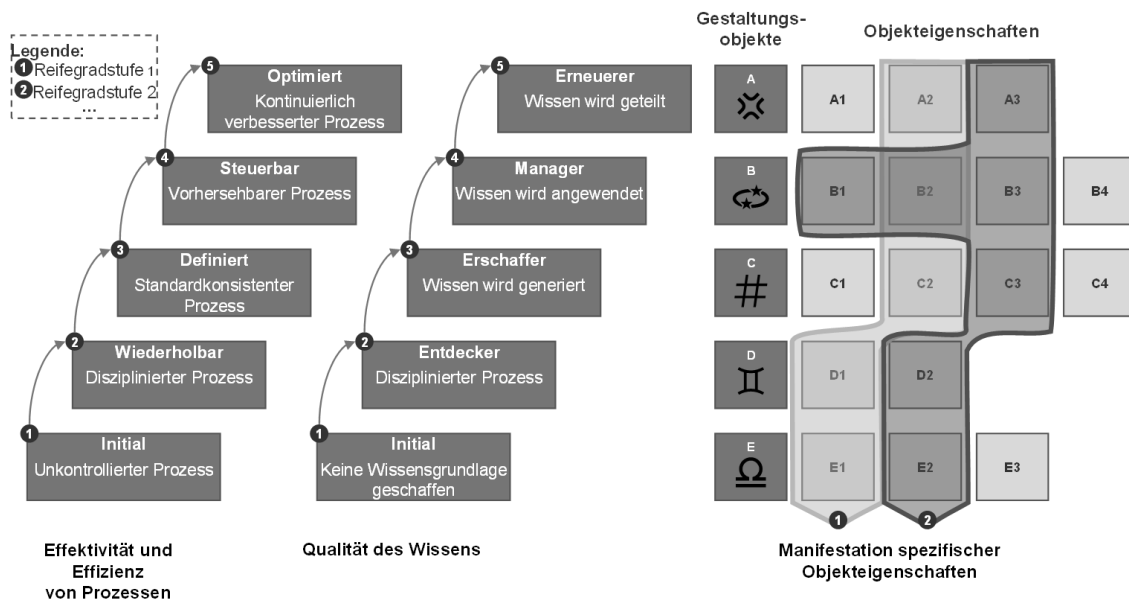 Legende:
1 Reifegradstufe 1
2 Reifegradstufe 2
...
5
Optimiert
Kontinuierlich
verbesserter Prozess
4
Steuerbar
Vorhersehbarer Prozess
3
Definiert
Standardkonsistenter
Prozess
2
Wiederholbar
Disziplinierter Prozess
1
Initial
Unkontrollierter Prozess
Effektivität und
Effizienz
von Prozessen
5
Erneuerer
Wissen wird geteilt
4
Manager
Wissen wird angewendet
3
Erschaffer
Wissen wird generiert
2
Entdecker
Disziplinierter Prozess
1
Initial
Keine Wissensgrundlage
geschaffen
Qualität des Wissens
Gestaltungs-
objekte
Objekteigenschaften
A
A1 A2 A3
B
B1 B2 B3 B4
C
#
C1 C2 C3 C4
D
D1 D2
E
E1 E2 E3
1 2
Manifestation spezifischer
Objekteigenschaften